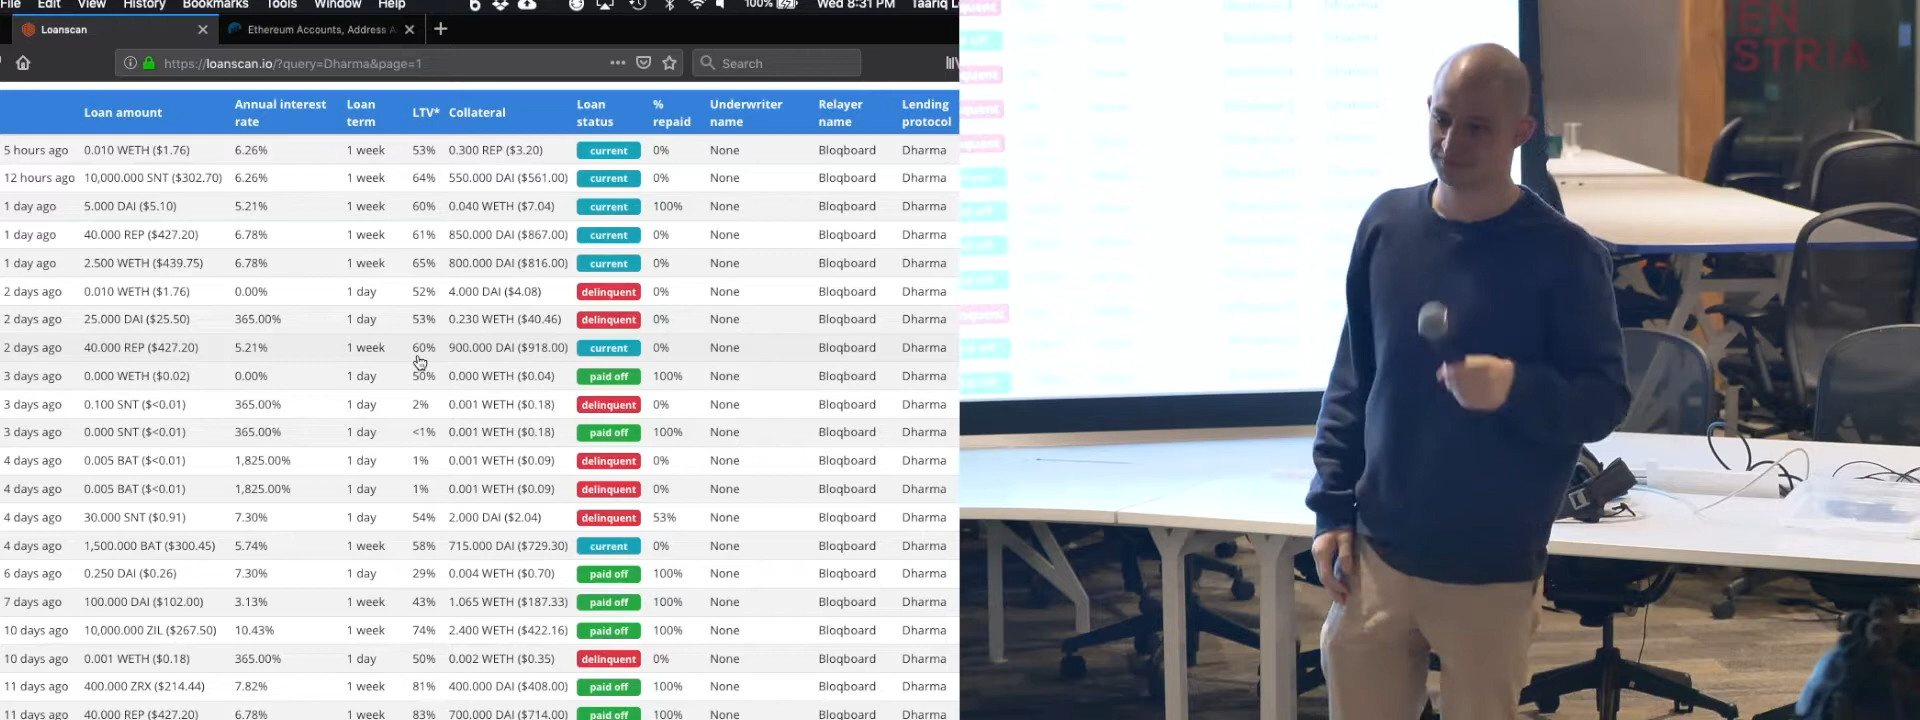 File Edit View History Bookmarks Tools Window Help 100% Wed 8:31 PM Taariq L
Loanscan
Ethereum Accounts, Address A
https://loanscan.io/?query=Dharma&page=1
Search
Loan amount Annual interest rate Loan term LTV* Collateral Loan status % repaid Underwriter name Relayer name Lending protocol
5 hours ago 0.010 WETH ($1.76) 6.26% 1 week 53% 0.300 REP ($3.20) current 0% None Bloqboard Dharma
12 hours ago 10,000.000 SNT ($302.70) 6.26% 1 week 64% 550.000 DAI ($561.00) current 0% None Bloqboard Dharma
1 day ago 5.000 DAI ($5.10) 5.21% 1 week 60% 0.040 WETH ($7.04) current 100% None Bloqboard Dharma
1 day ago 40.000 REP ($427.20) 6.78% 1 week 61% 850.000 DAI ($867.00) current 0% None Bloqboard Dharma
1 day ago 2.500 WETH ($439.75) 6.78% 1 week 65% 800.000 DAI ($816.00) current 0% None Bloqboard Dharma
2 days ago 0.010 WETH ($1.76) 0.00% 1 day 52% 4.000 DAI ($4.08) delinquent 0% None Bloqboard Dharma
2 days ago 25.000 DAI ($25.50) 365.00% 1 day 53% 0.230 WETH ($40.46) delinquent 0% None Bloqboard Dharma
2 days ago 40.000 REP ($427.20) 5.21% 1 week 60% 900.000 DAI ($918.00) current 0% None Bloqboard Dharma
3 days ago 0.000 WETH ($0.02) 0.00% 1 day 50% 0.000 WETH ($0.04) paid off 100% None Bloqboard Dharma
3 days ago 0.100 SNT ($<0.01) 365.00% 1 day 2% 0.001 WETH ($0.18) delinquent 0% None Bloqboard Dharma
3 days ago 0.000 SNT ($<0.01) 365.00% 1 day <1% 0.001 WETH ($0.18) paid off 100% None Bloqboard Dharma
4 days ago 0.005 BAT ($<0.01) 1,825.00% 1 day 1% 0.001 WETH ($0.09) delinquent 0% None Bloqboard Dharma
4 days ago 0.005 BAT ($<0.01) 1,825.00% 1 day 1% 0.001 WETH ($0.09) delinquent 0% None Bloqboard Dharma
4 days ago 30.000 SNT ($0.91) 7.30% 1 day 54% 2.000 DAI ($2.04) delinquent 53% None Bloqboard Dharma
4 days ago 1,500.000 BAT ($300.45) 5.74% 1 week 58% 715.000 DAI ($729.30) current 0% None Bloqboard Dharma
6 days ago 0.250 DAI ($0.26) 7.30% 1 day 29% 0.004 WETH ($0.70) paid off 100% None Bloqboard Dharma
7 days ago 100.000 DAI ($102.00) 3.13% 1 week 43% 1.065 WETH ($187.33) paid off 100% None Bloqboard Dharma
10 days ago 10,000.000 ZIL ($267.50) 10.43% 1 week 74% 2.400 WETH ($422.16) paid off 100% None Bloqboard Dharma
10 days ago 0.001 WETH ($0.18) 365.00% 1 day 50% 0.002 WETH ($0.35) delinquent 0% None Bloqboard Dharma
11 days ago 400.000 ZRX ($214.44) 7.82% 1 week 81% 400.000 DAI ($408.00) paid off 100% None Bloqboard Dharma
11 days ago 40.000 REP ($427.20) 6.78% 1 week 83% 700.000 DAI ($714.00) paid off 100% None Bloqboard Dharma
EN
STRIA